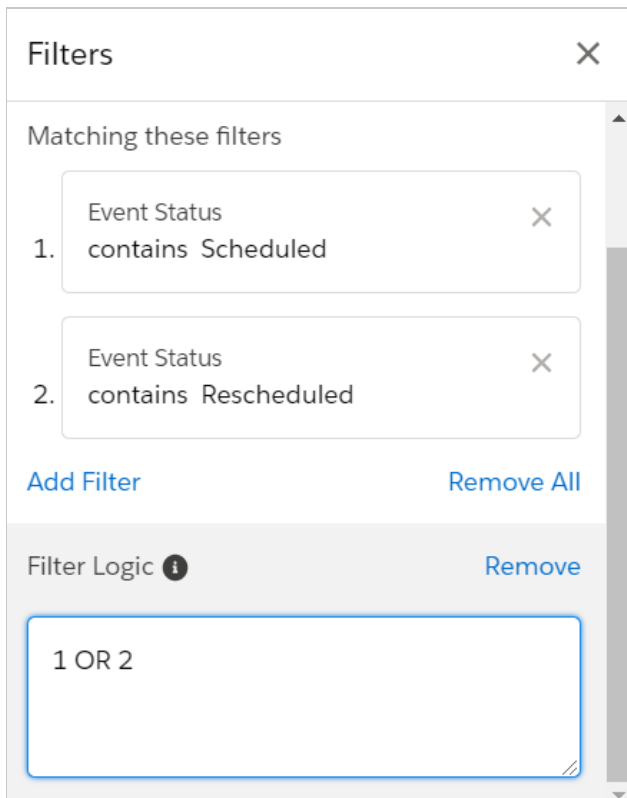 Filters
Matching these filters
1.
Event Status
contains Scheduled
2.
Event Status
contains Rescheduled
Add Filter Remove All
Filter Logic Remove
1 OR 2